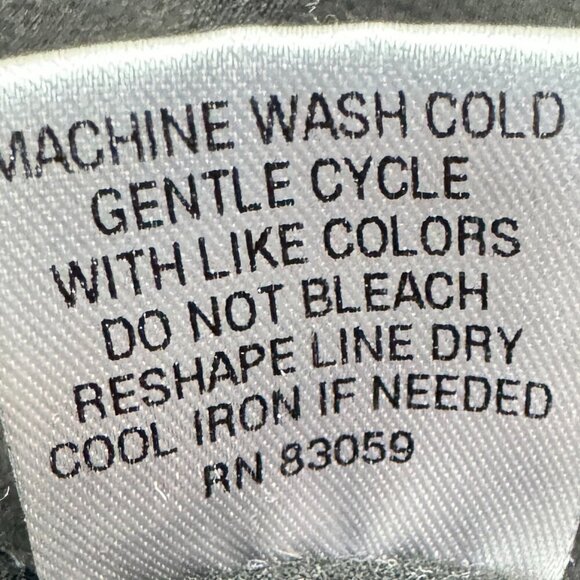 MACHINE WASH COLD
GENTLE CYCLE
WITH LIKE COLORS
DO NOT BLEACH
RESHAPE LINE DRY
COOL IRON IF NEEDED
RN 83059